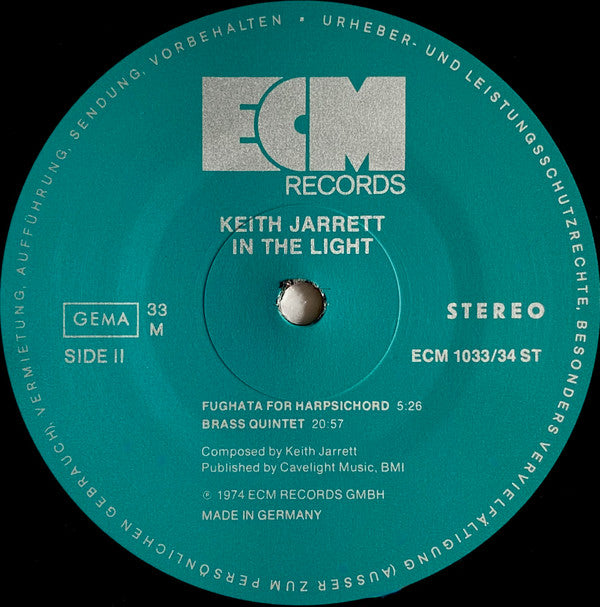 ECM
RECORDS
KEITH JARRETT
IN THE LIGHT
GEMA
33
M
SIDE II
STEREO
ECM 1033/34 ST
FUGHATA FOR HARPSICHORD 5:26
BRASS QUINTET 20:57
Composed by Keith Jarrett
Published by Cavelight Music, BMI
℗ 1974 ECM RECORDS GMBH
MADE IN GERMANY
URHEBER- UND LEISTUNGSSCHUTZRECHTE, BESONDERS VERVIELFÄLTIGUNG (AUSSER ZUM PERSÖNLICHEN GEBRAUCH), VERMIETUNG, AUFFÜHRUNG, SENDUNG, VORBEHALTEN